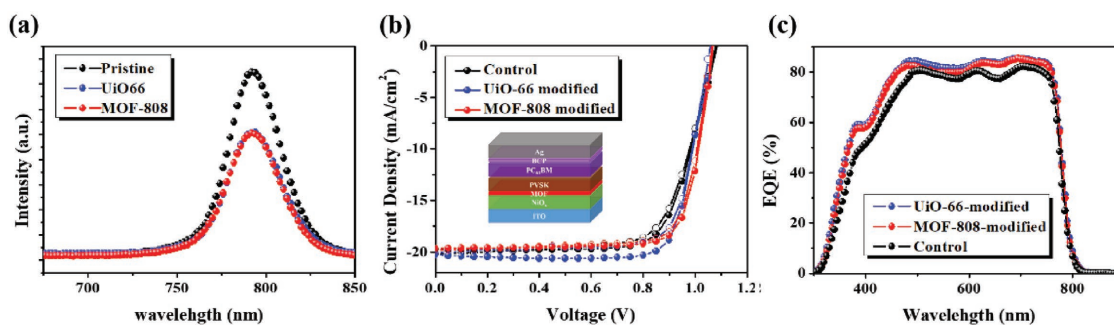 (a)
Intensity (a.u.)
Pristine
UiO66
MOF-808
700
750
800
850
wavelehgth (nm)
(b)
Current Density (mA/cm²)
0
-5
-10
-15
-20
Control
UiO-66 modified
MOF-808 modified
Ag
BCP
PC₆₁BM
PVSK
MOF
NiOₓ
ITO
0.0
0.2
0.4
0.6
0.8
1.0
1.2
Voltage (V)
(c)
EQE (%)
80
60
40
20
0
UiO-66-modified
MOF-808-modified
Control
400
600
800
Wavelength (nm)